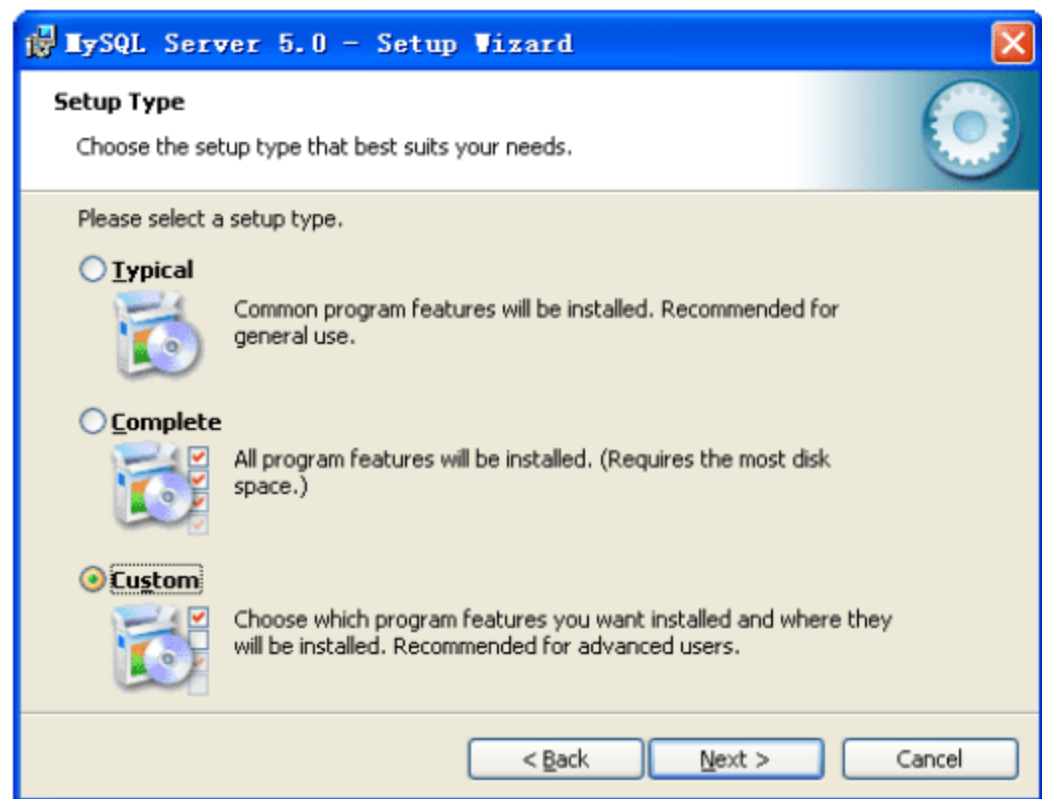 MySQL Server 5.0 - Setup Wizard
Setup Type
Choose the setup type that best suits your needs.
Please select a setup type.
Typical
Common program features will be installed. Recommended for
general use.
Complete
All program features will be installed. (Requires the most disk
space.)
Custom
Choose which program features you want installed and where they
will be installed. Recommended for advanced users.
< Back
Next >
Cancel